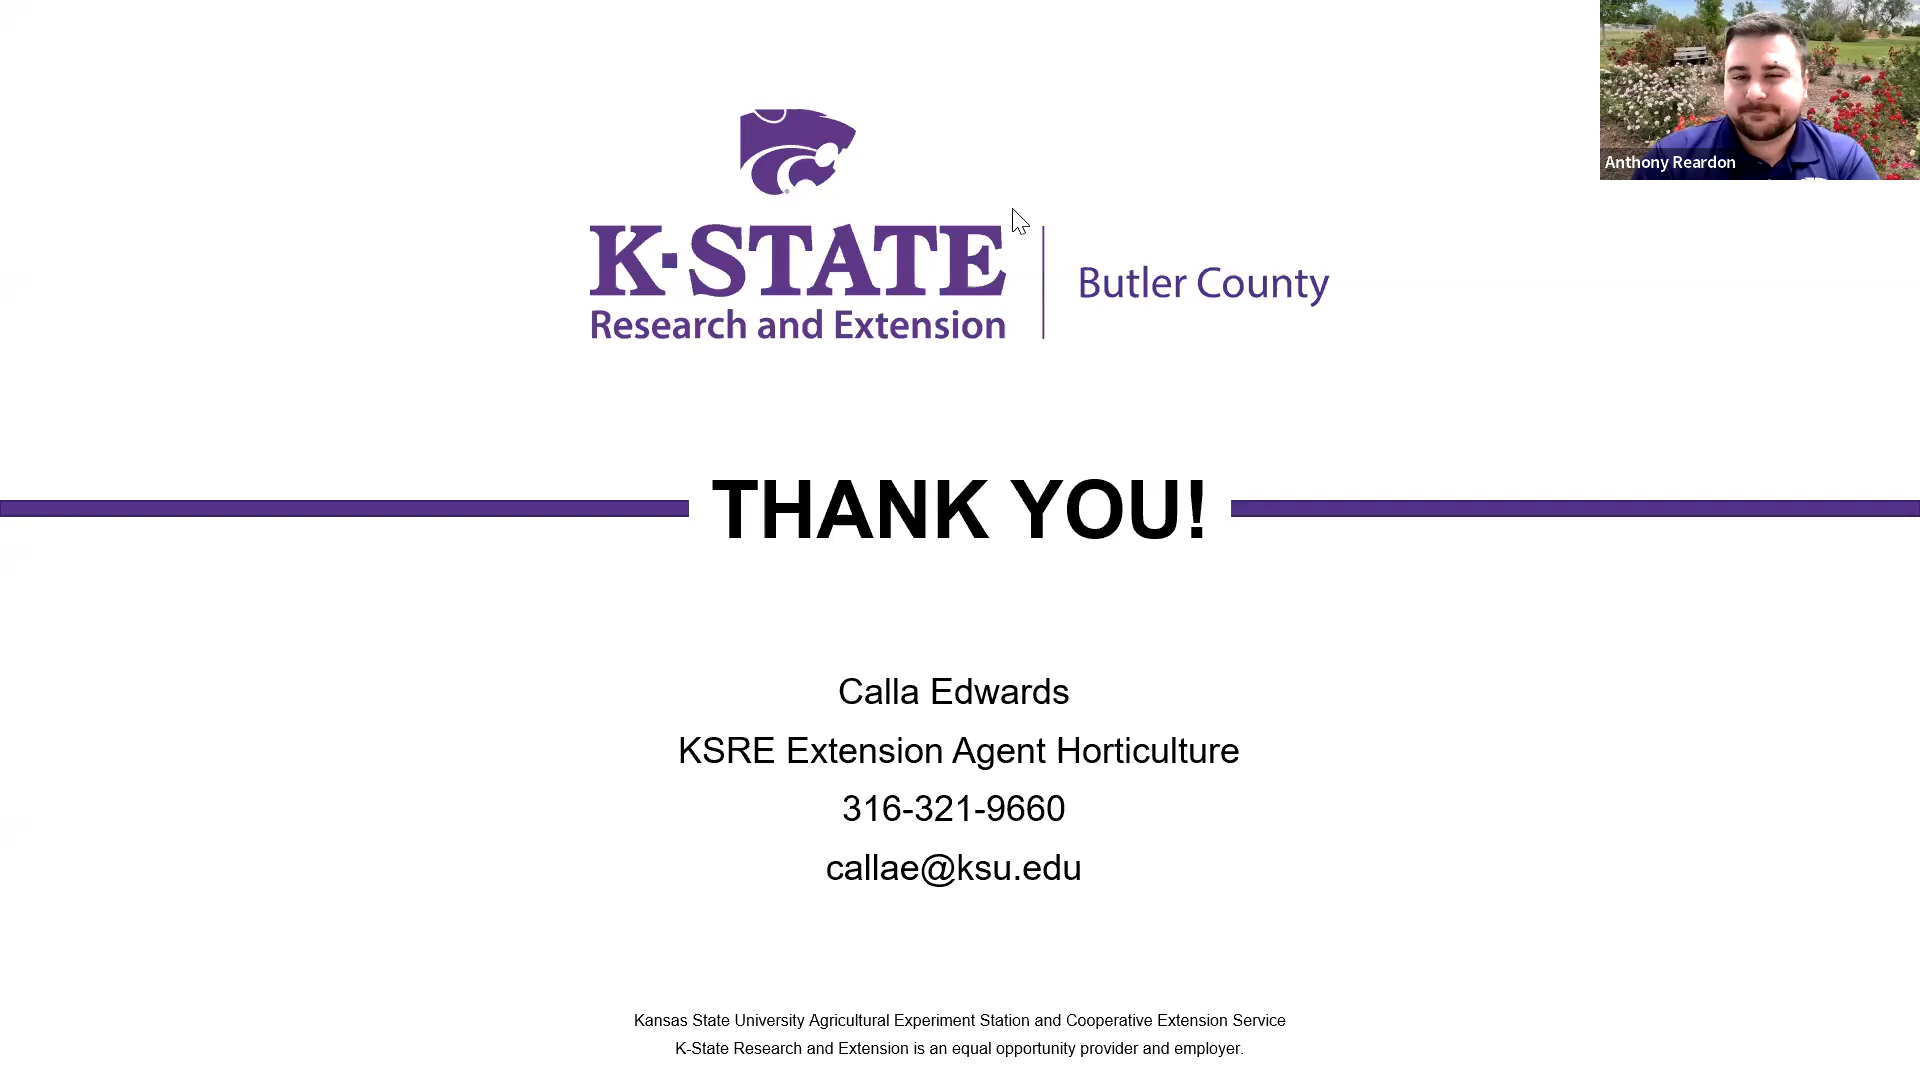 Anthony Reardon
K-STATE
Research and Extension
Butler County
THANK YOU!
Calla Edwards
KSRE Extension Agent Horticulture
316-321-9660
callae@ksu.edu
Kansas State University Agricultural Experiment Station and Cooperative Extension Service
K-State Research and Extension is an equal opportunity provider and employer.